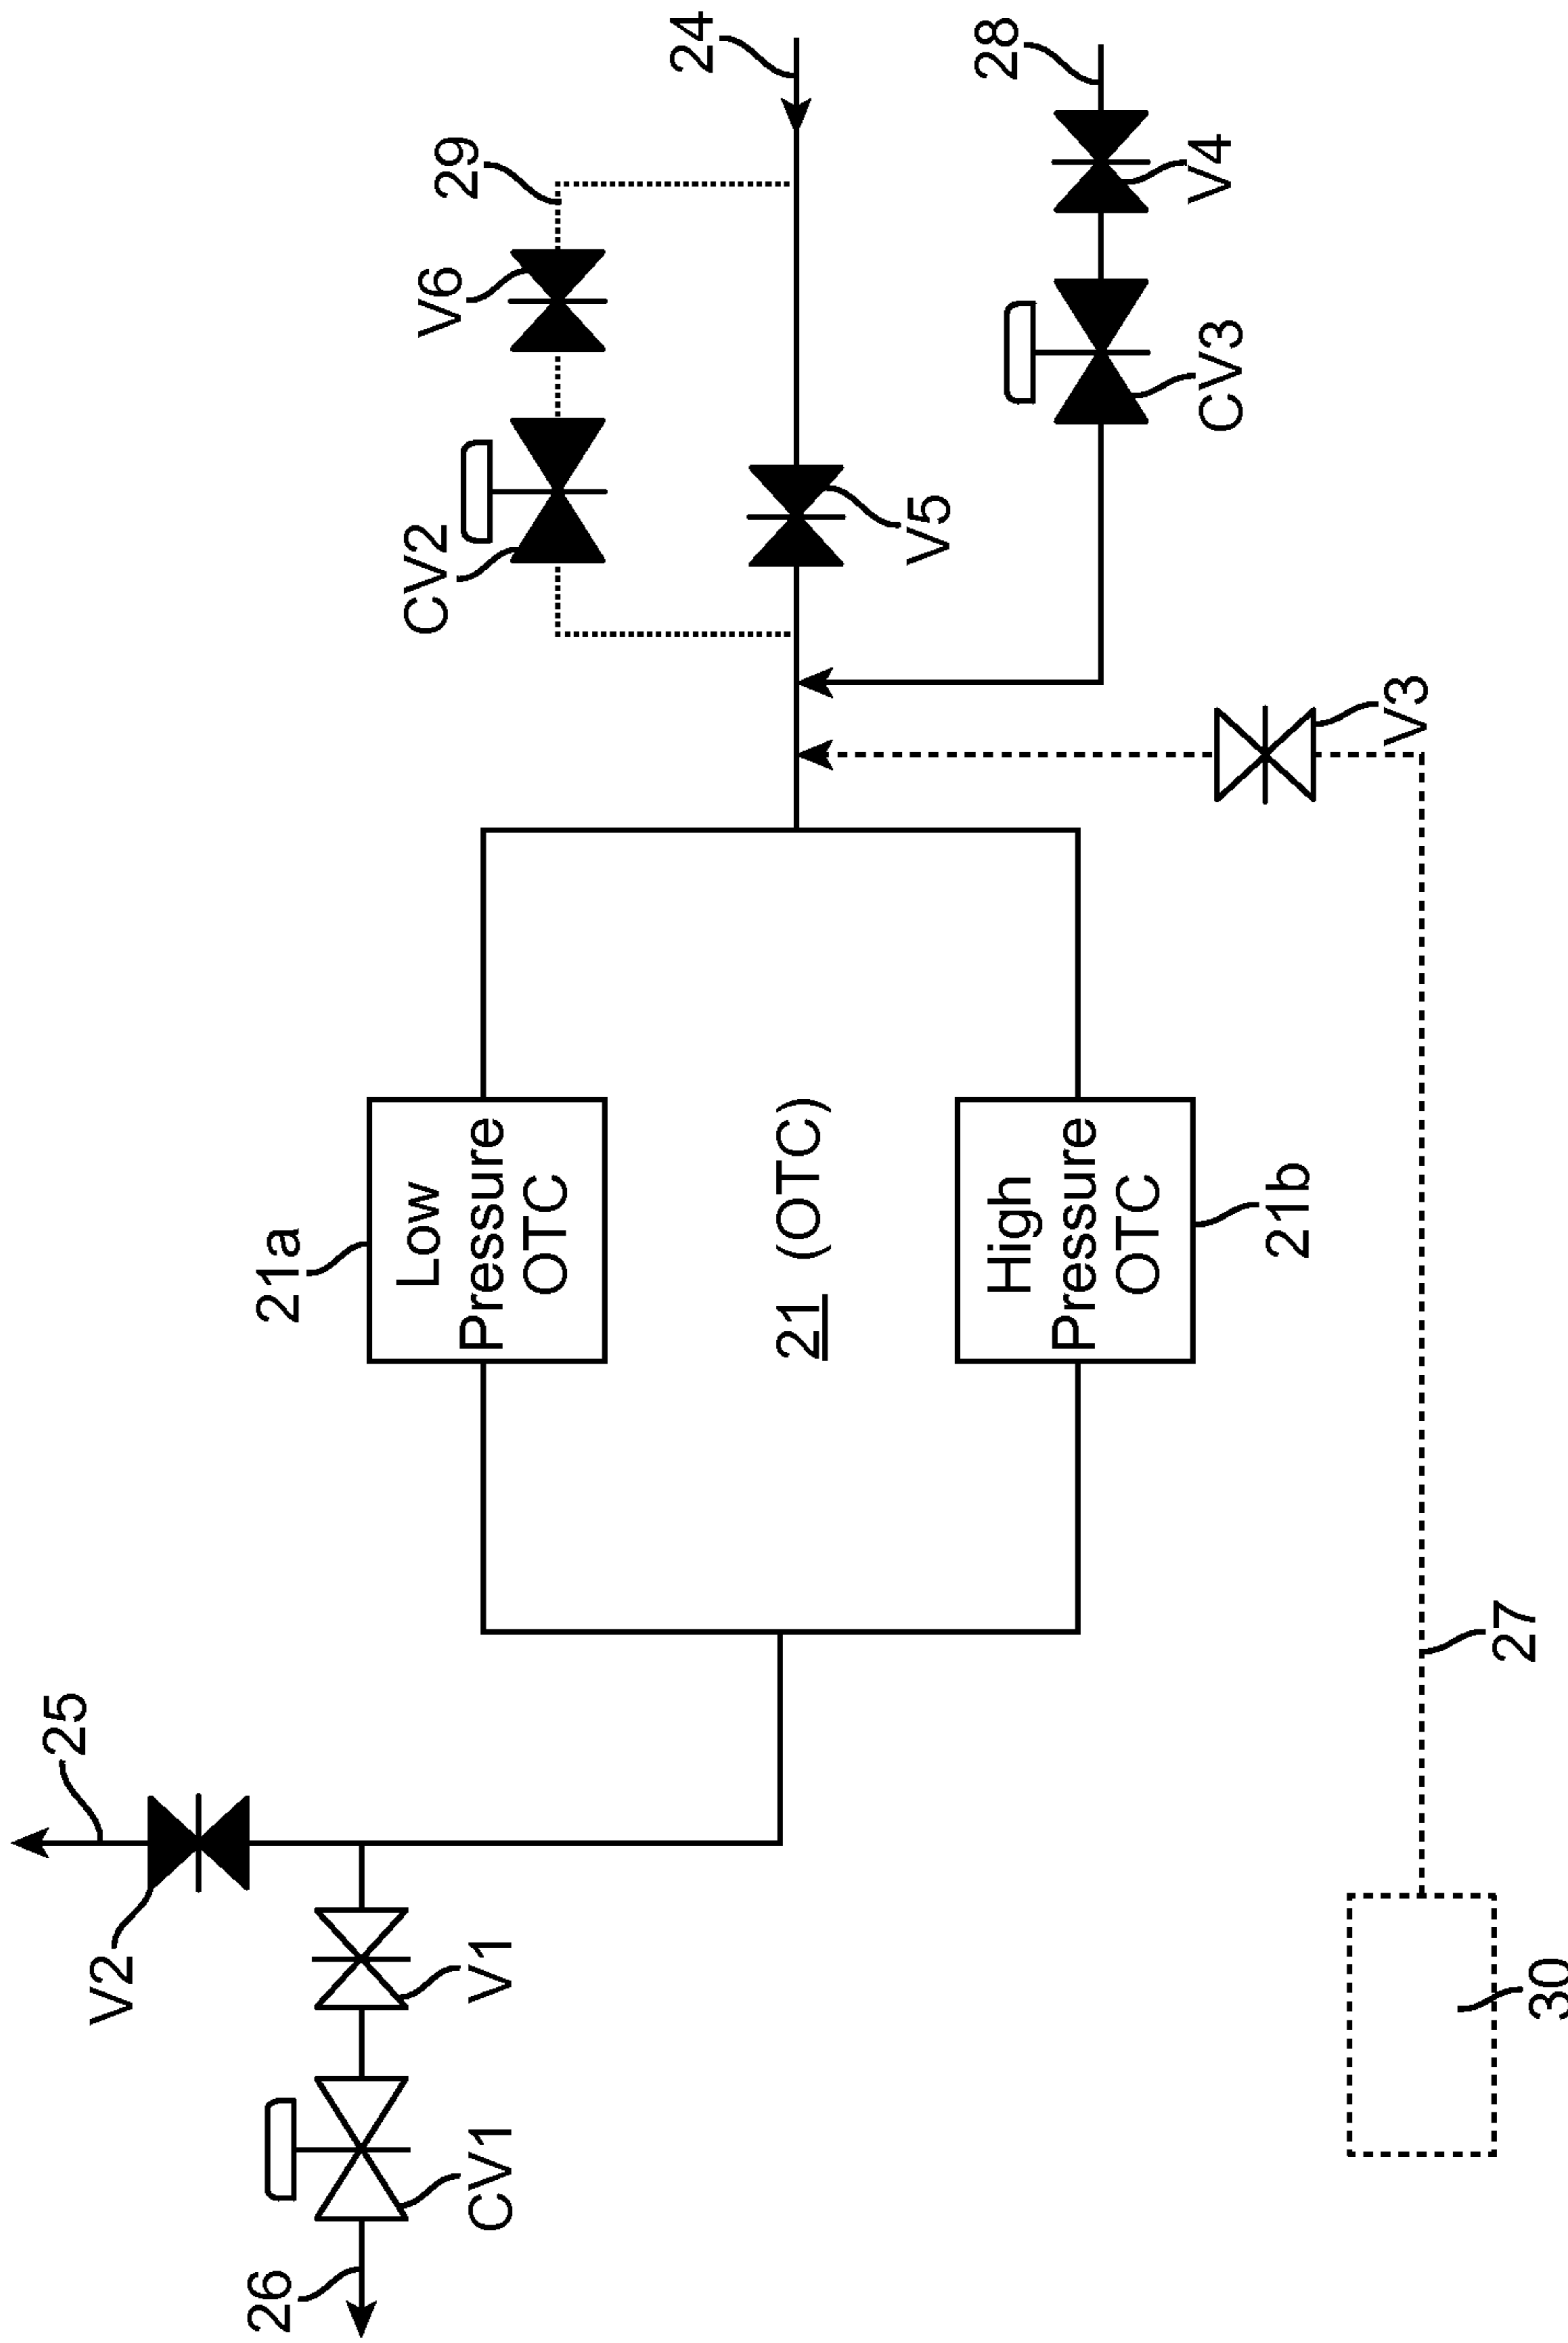 24
28
29
V6
V4
CV2
CV3
V5
V3
21a
Low
Pressure
OTC
21 (OTC)
High
Pressure
OTC
21b
25
27
V2
V1
30
CV1
26